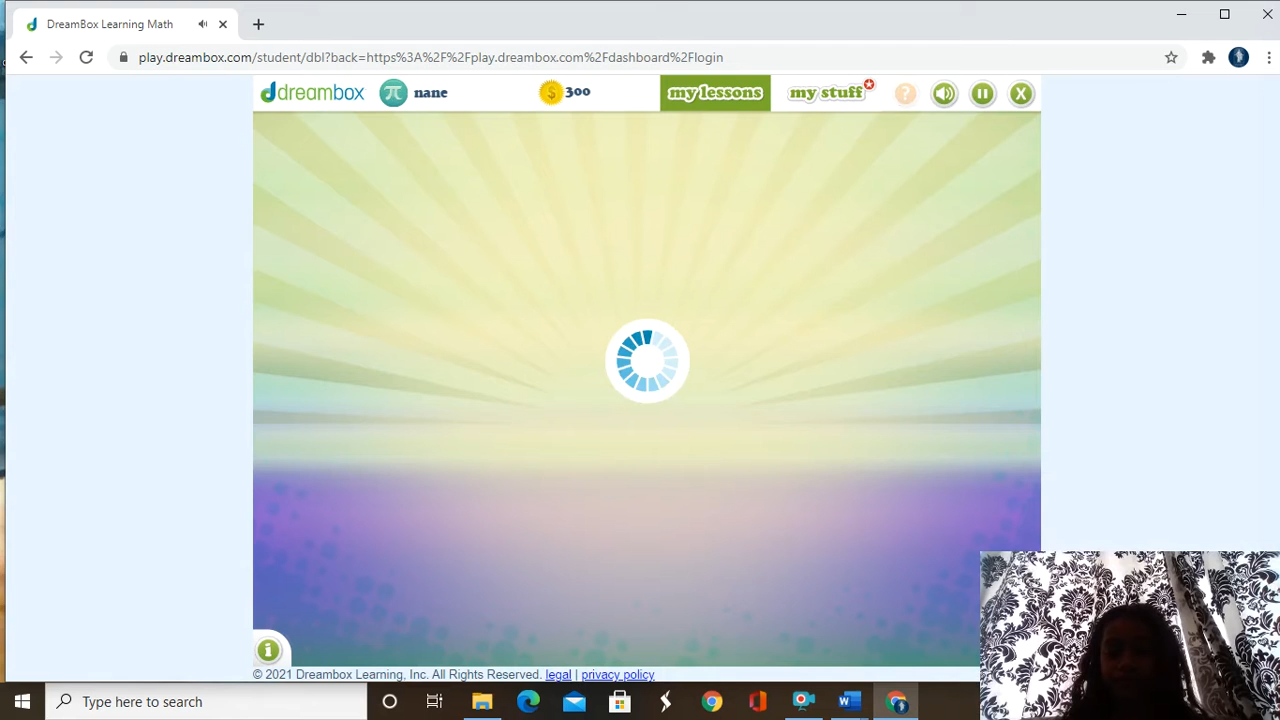 DreamBox Learning Math
play.dreambox.com/student/dbl?back=https%3A%2F%2Fplay.dreambox.com%2Fdashboard%2Flogin
dreambox π nane $ 300 my lessons my stuff ? X
i
© 2021 Dreambox Learning, Inc. All Rights Reserved. legal | privacy policy
Type here to search